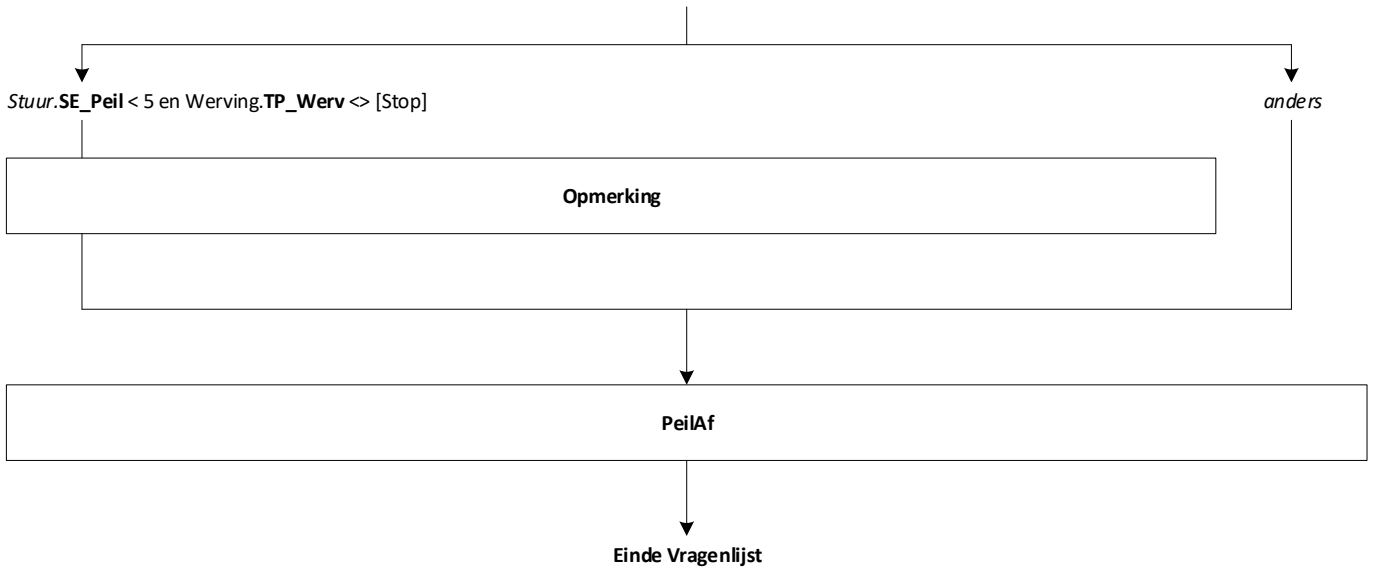 Stuur.SE_Peil < 5 en Werving.TP_Werv <> [Stop]
anders
Opmerking
PeilAf
Einde Vragenlijst